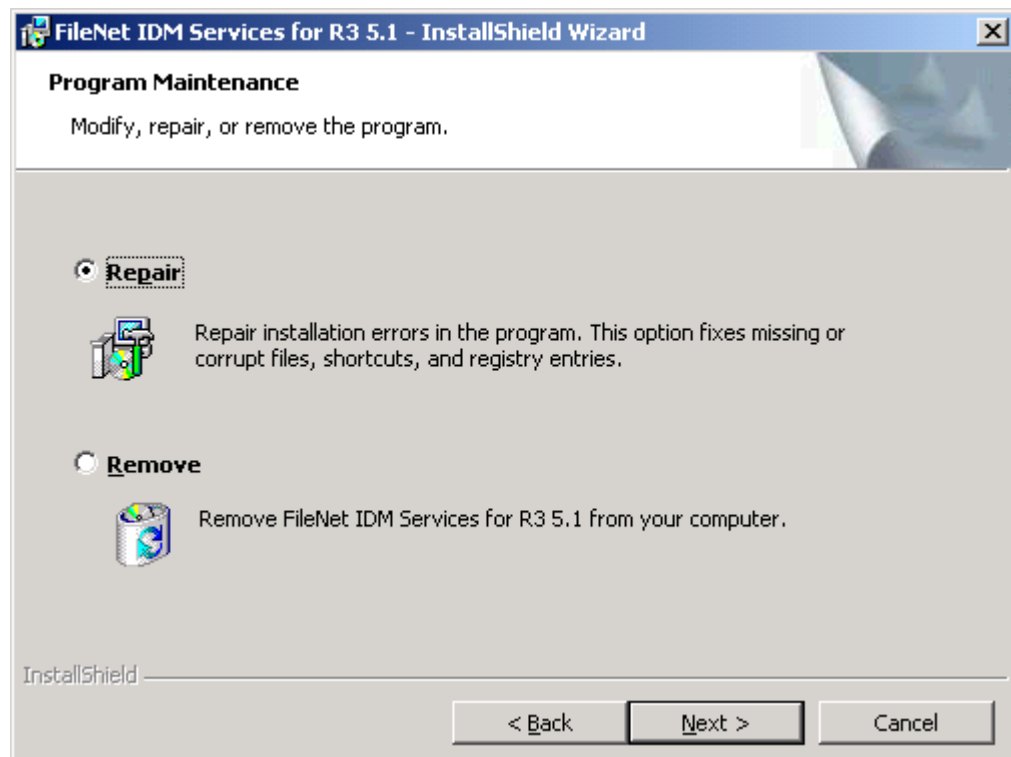 FileNet IDM Services for R3 5.1 - InstallShield Wizard
Program Maintenance
Modify, repair, or remove the program.
Repair
Repair installation errors in the program. This option fixes missing or
corrupt files, shortcuts, and registry entries.
Remove
Remove FileNet IDM Services for R3 5.1 from your computer.
InstallShield
< Back
Next >
Cancel